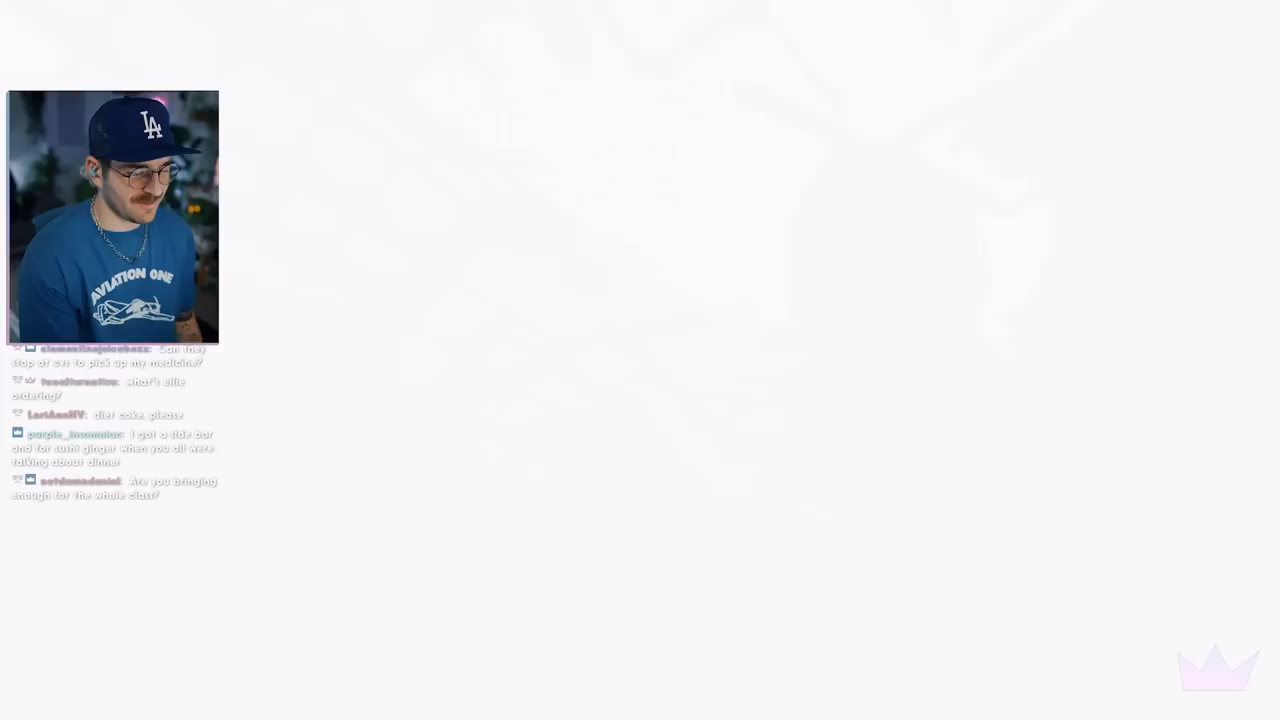 LA
AVIATION ONE
Can they
stop at cvs to pick up my medicine?
what's ellie
ordering?
LoriAnnNV: diet coke, please
purple_insomniac: I got a side bar
and for sushi ginger when you all were
talking about dinner
Are you bringing
enough for the whole class?